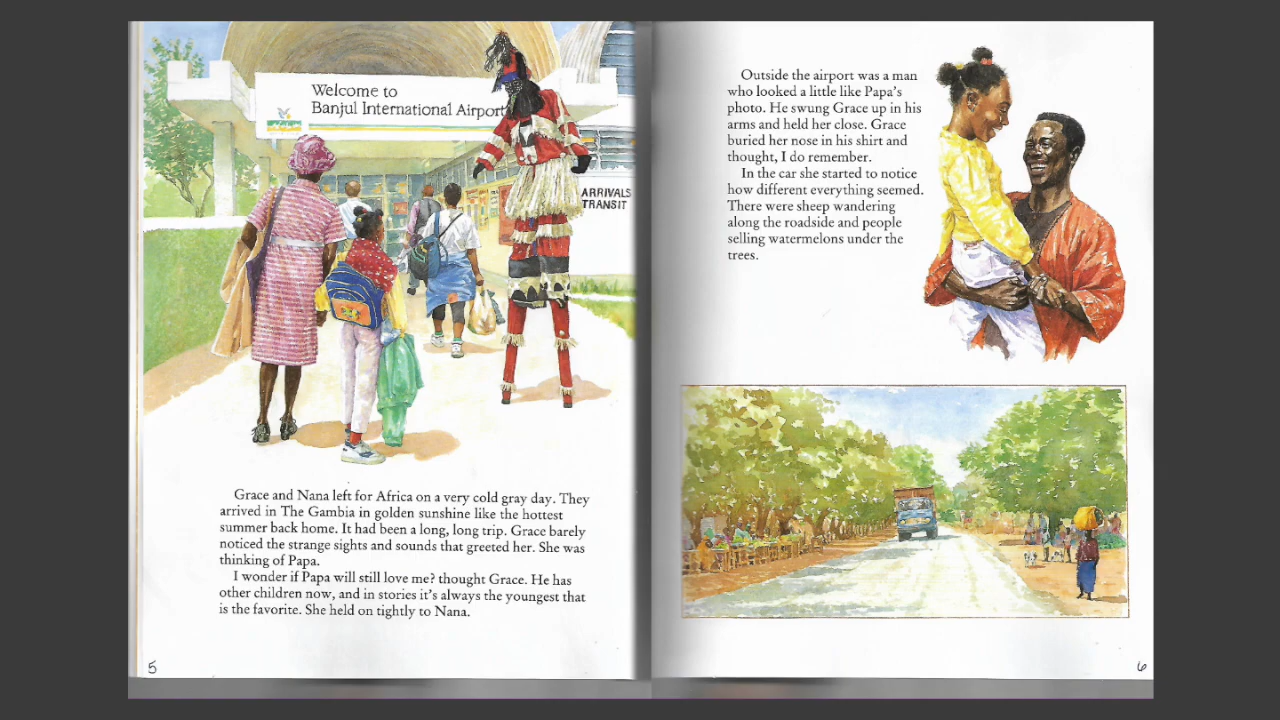 Welcome to
Banjul International Airport
ARRIVALS
TRANSIT
Grace and Nana left for Africa on a very cold gray day. They
arrived in The Gambia in golden sunshine like the hottest
summer back home. It had been a long, long trip. Grace barely
noticed the strange sights and sounds that greeted her. She was
thinking of Papa.
I wonder if Papa will still love me? thought Grace. He has
other children now, and in stories it's always the youngest that
is the favorite. She held on tightly to Nana.
5
Outside the airport was a man
who looked a little like Papa's
photo. He swung Grace up in his
arms and held her close. Grace
buried her nose in his shirt and
thought, I do remember.
In the car she started to notice
how different everything seemed.
There were sheep wandering
along the roadside and people
selling watermelons under the
trees.
6